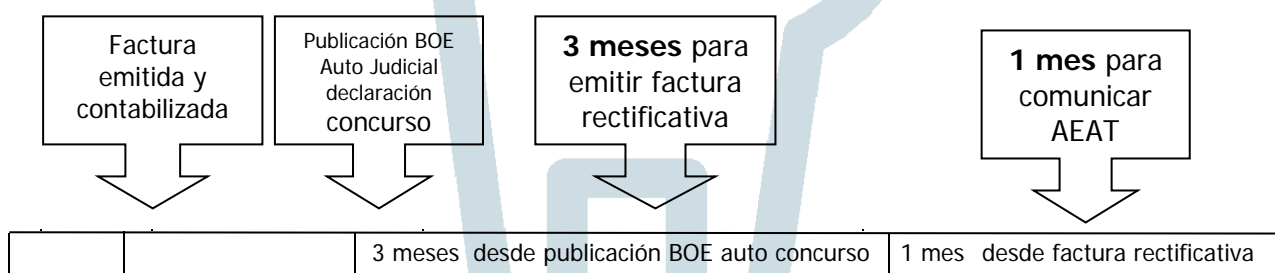 Factura
emitida y
contabilizada
Publicación BOE
Auto Judicial
declaración
concurso
3 meses para
emitir factura
rectificativa
1 mes para
comunicar
AEAT
3 meses desde publicación BOE auto concurso
1 mes desde factura rectificativa